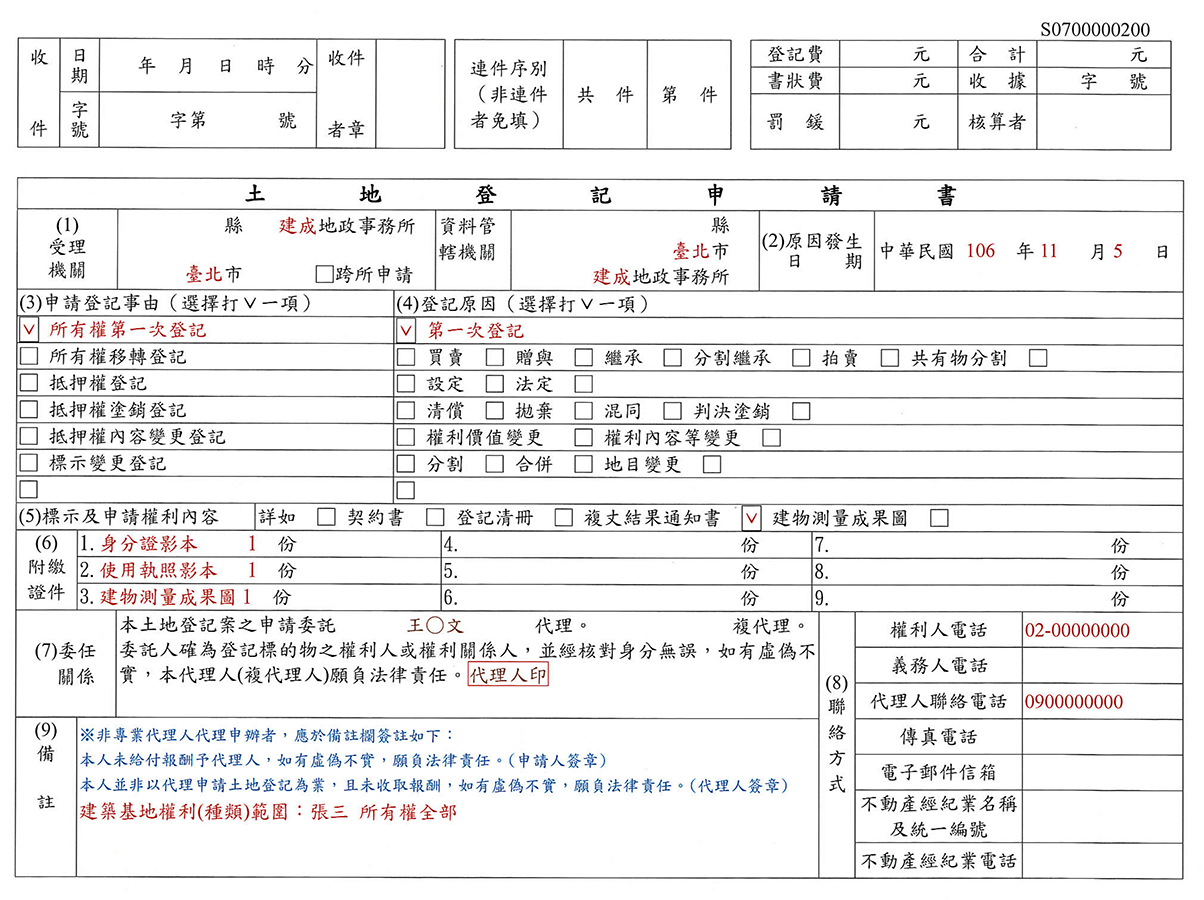 S0700000200
收件 日期 年 月 日 時 分 收件者章
字號 字第 號
連件序別（非連件者免填） 共 件 第 件
登記費 元 合計 元
書狀費 元 收據 字 號
罰鍰 元 核算者
土地登記申請書
(1)受理機關 縣 建成地政事務所
臺北市 □跨所申請
資料管轄機關 縣
臺北市
建成地政事務所
(2)原因發生日期 中華民國 106 年 11 月 5 日
(3)申請登記事由（選擇打∨一項） (4)登記原因（選擇打∨一項）
∨ 所有權第一次登記 ∨ 第一次登記
□ 所有權移轉登記 □ 買賣 □ 贈與 □ 繼承 □ 分割繼承 □ 拍賣 □ 共有物分割 □
□ 抵押權登記 □ 設定 □ 法定 □
□ 抵押權塗銷登記 □ 清償 □ 拋棄 □ 混同 □ 判決塗銷 □
□ 抵押權內容變更登記 □ 權利價值變更 □ 權利內容等變更 □
□ 標示變更登記 □ 分割 □ 合併 □ 地目變更 □
□ □
(5)標示及申請權利內容 詳如 □ 契約書 □ 登記清冊 □ 複丈結果通知書 ∨ 建物測量成果圖 □
(6)附繳證件 1. 身分證影本 1 份 4. 份 7. 份
2. 使用執照影本 1 份 5. 份 8. 份
3. 建物測量成果圖 1 份 6. 份 9. 份
(7)委任關係 本土地登記案之申請委託 王○文 代理。 複代理。
委託人確為登記標的物之權利人或權利關係人，並經核對身分無誤，如有虛偽不
實，本代理人(複代理人)願負法律責任。代理人印
(8)聯絡方式 權利人電話 02-00000000
義務人電話
代理人聯絡電話 0900000000
傳真電話
電子郵件信箱
不動產經紀業名稱及統一編號
不動產經紀業電話
(9)備註 ※非專業代理人代理申辦者，應於備註欄簽註如下：
本人未給付報酬予代理人，如有虛偽不實，願負法律責任。（申請人簽章）
本人並非以代理申請土地登記為業，且未收取報酬，如有虛偽不實，願負法律責任。（代理人簽章）
建築基地權利(種類)範圍：張三 所有權全部